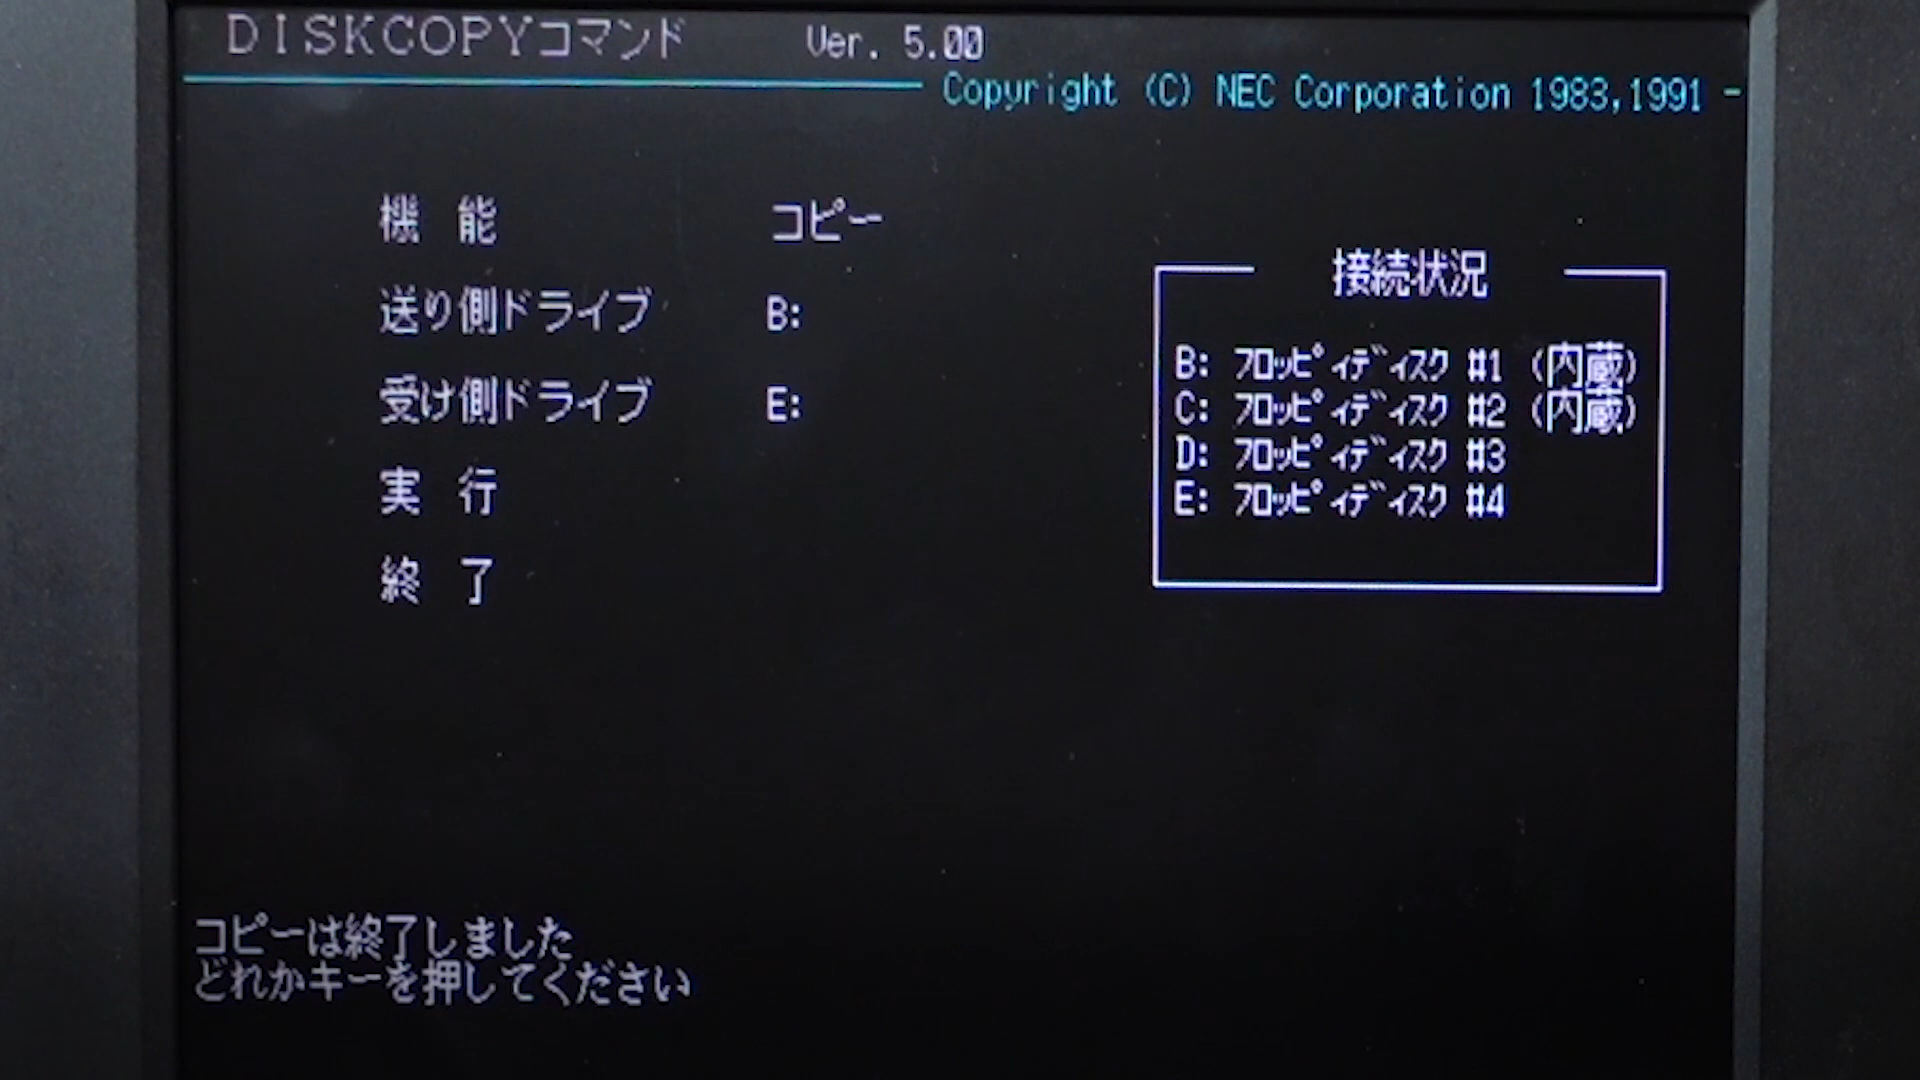 DISKCOPYコマンド Ver. 5.00
Copyright (C) NEC Corporation 1983,1991
機 能 コピー
送り側ドライブ B:
受け側ドライブ E:
実 行
終 了
接続状況
B: フロッピィディスク #1 (内蔵)
C: フロッピィディスク #2 (内蔵)
D: フロッピィディスク #3
E: フロッピィディスク #4
コピーは終了しました
どれかキーを押してください